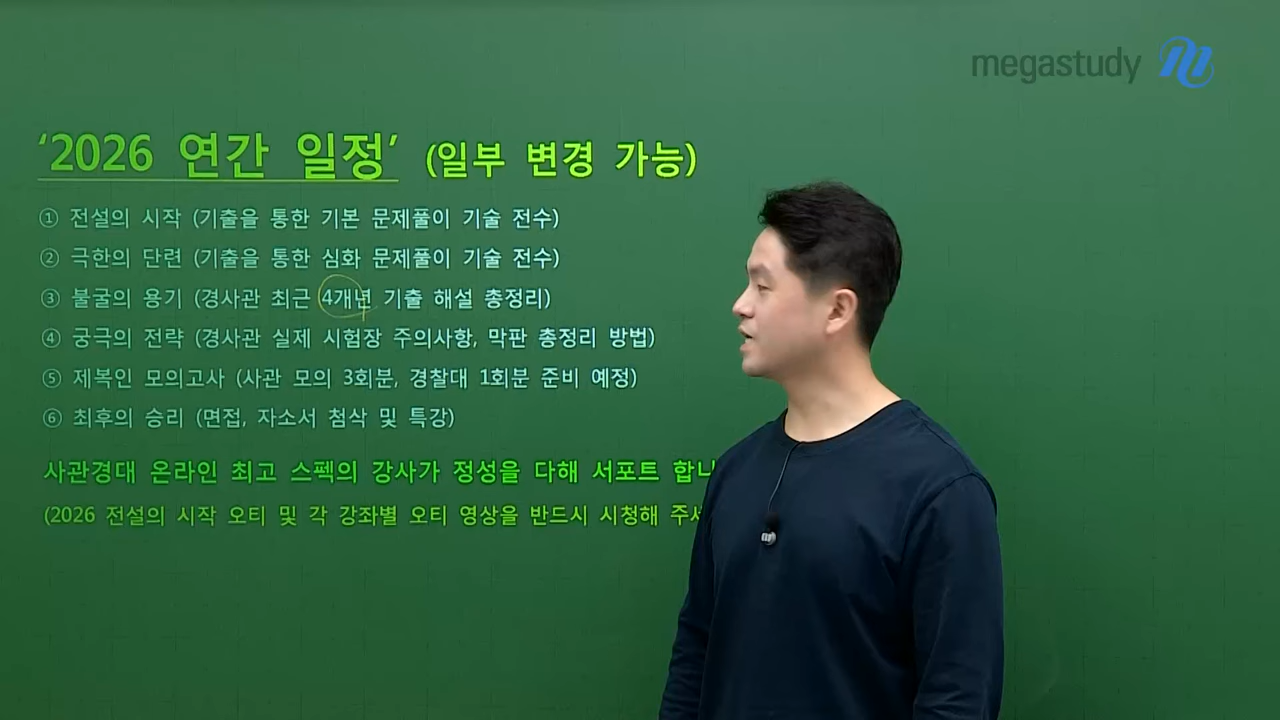 megastudy
‘2026 연간 일정’ (일부 변경 가능)
① 전설의 시작 (기출을 통한 기본 문제풀이 기술 전수)
② 극한의 단련 (기출을 통한 심화 문제풀이 기술 전수)
③ 불굴의 용기 (경사관 최근 4개년 기출 해설 총정리)
④ 궁극의 전략 (경사관 실제 시험장 주의사항, 막판 총정리 방법)
⑤ 제복인 모의고사 (사관 모의 3회분, 경찰대 1회분 준비 예정)
⑥ 최후의 승리 (면접, 자소서 첨삭 및 특강)
사관경대 온라인 최고 스펙의 강사가 정성을 다해 서포트
(2026 전설의 시작 오티 및 각 강좌별 오티 영상을 반드시 시청해